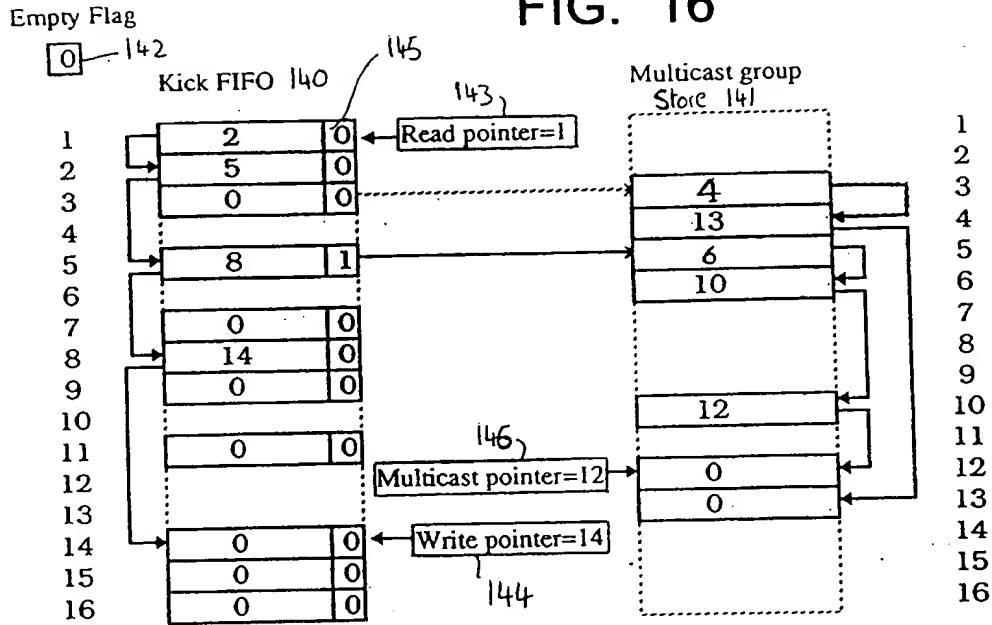 FIG. 16
Empty Flag
0 142
Kick FIFO 140
145
Multicast group
Store 141
143
Read pointer=1
1 2 0 1
2 5 0 2
3 0 0 4 3
4 13 4
5 8 1 6 5
6 10 6
7 0 0 7
8 14 0 8
9 0 0 9
10 12 10
11 0 0 11
146
12 Multicast pointer=12 0 12
13 0 13
14 0 0 Write pointer=14 14
15 0 0 15
144
16 0 0 16